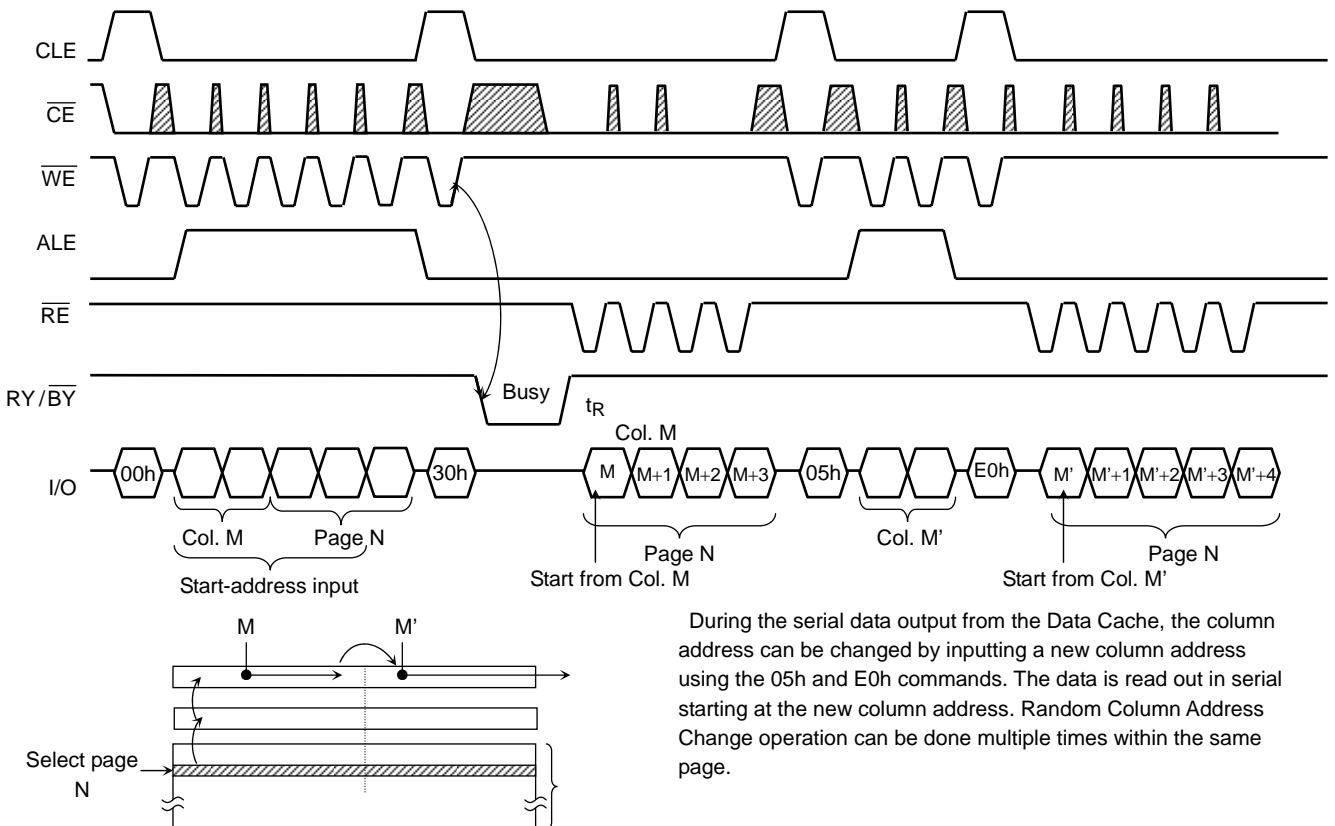 CLE
CE
WE
ALE
RE
RY/BY
Busy
tR
Col. M
I/O
00h
30h
M
M+1
M+2
M+3
05h
E0h
M'
M'+1
M'+2
M'+3
M'+4
Col. M
Page N
Start-address input
Page N
Start from Col. M
Col. M'
Page N
Start from Col. M'
M
M'
Select page
N
During the serial data output from the Data Cache, the column
address can be changed by inputting a new column address
using the 05h and E0h commands. The data is read out in serial
starting at the new column address. Random Column Address
Change operation can be done multiple times within the same
page.